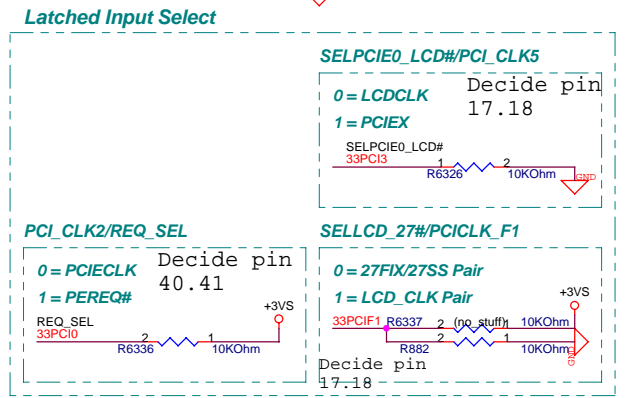 Latched Input Select
SELPCIE0_LCD#/PCI_CLK5
0 = LCDCLK
Decide pin
17.18
1 = PCIEX
SELPCIE0_LCD#
33PCI3
1
2
R6326
10KOhm
GND
PCI_CLK2/REQ_SEL
0 = PCIECLK
Decide pin
40.41
1 = PEREQ#
+3VS
REQ_SEL
33PCI0
2
1
R6336
10KOhm
SELLCD_27#/PCICLK_F1
0 = 27FIX/27SS Pair
1 = LCD_CLK Pair
+3VS
33PCIF1
R6337
2
(no_stuff)
1
10KOhm
2
1
R882
10KOhm
GND
Decide pin
17.18